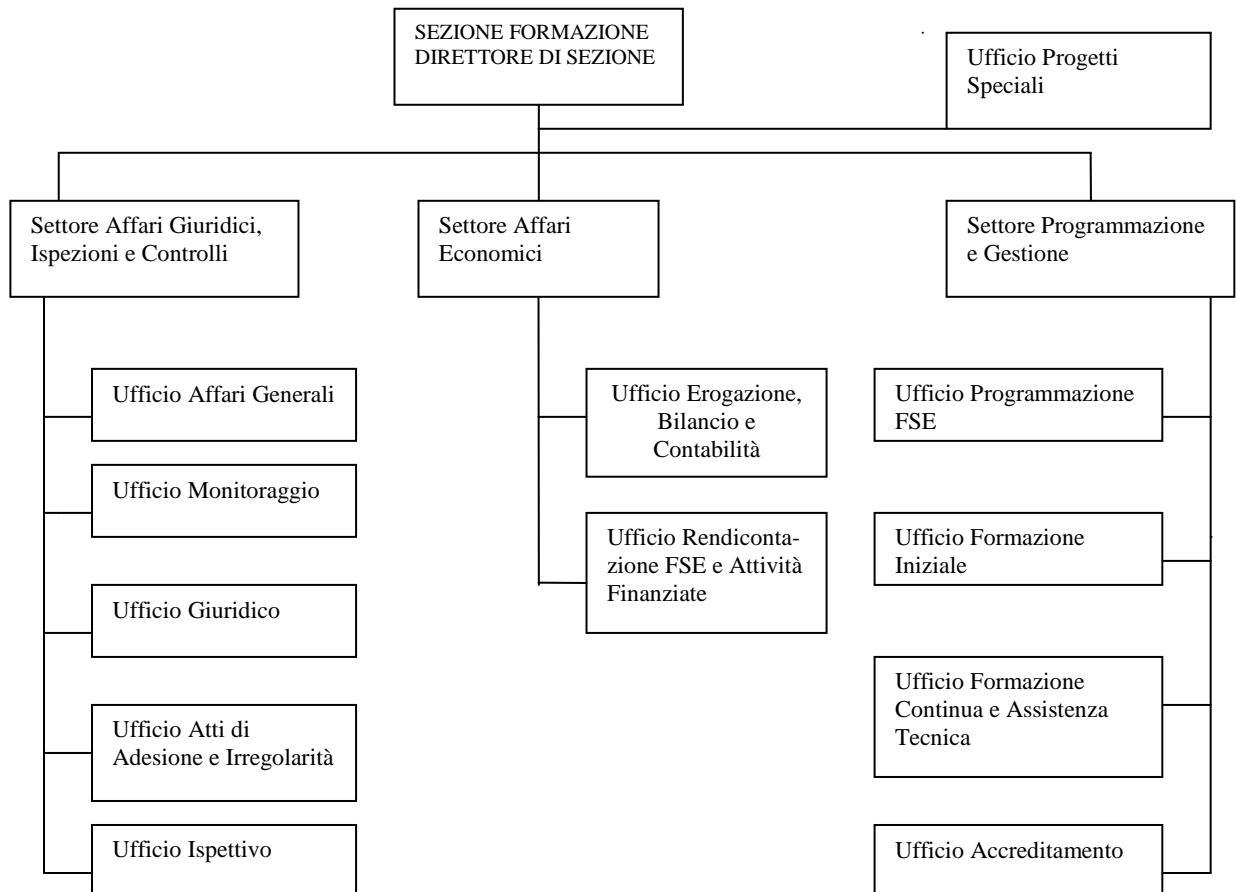 SEZIONE FORMAZIONE
DIRETTORE DI SEZIONE
Ufficio Progetti
Speciali
Settore Affari Giuridici,
Ispezioni e Controlli
Settore Affari
Economici
Settore Programmazione
e Gestione
Ufficio Affari Generali
Ufficio Monitoraggio
Ufficio Giuridico
Ufficio Atti di
Adesione e Irregolarità
Ufficio Ispettivo
Ufficio Erogazione,
Bilancio e
Contabilità
Ufficio Rendiconta-
zione FSE e Attività
Finanziate
Ufficio Programmazione
FSE
Ufficio Formazione
Iniziale
Ufficio Formazione
Continua e Assistenza
Tecnica
Ufficio Accreditamento